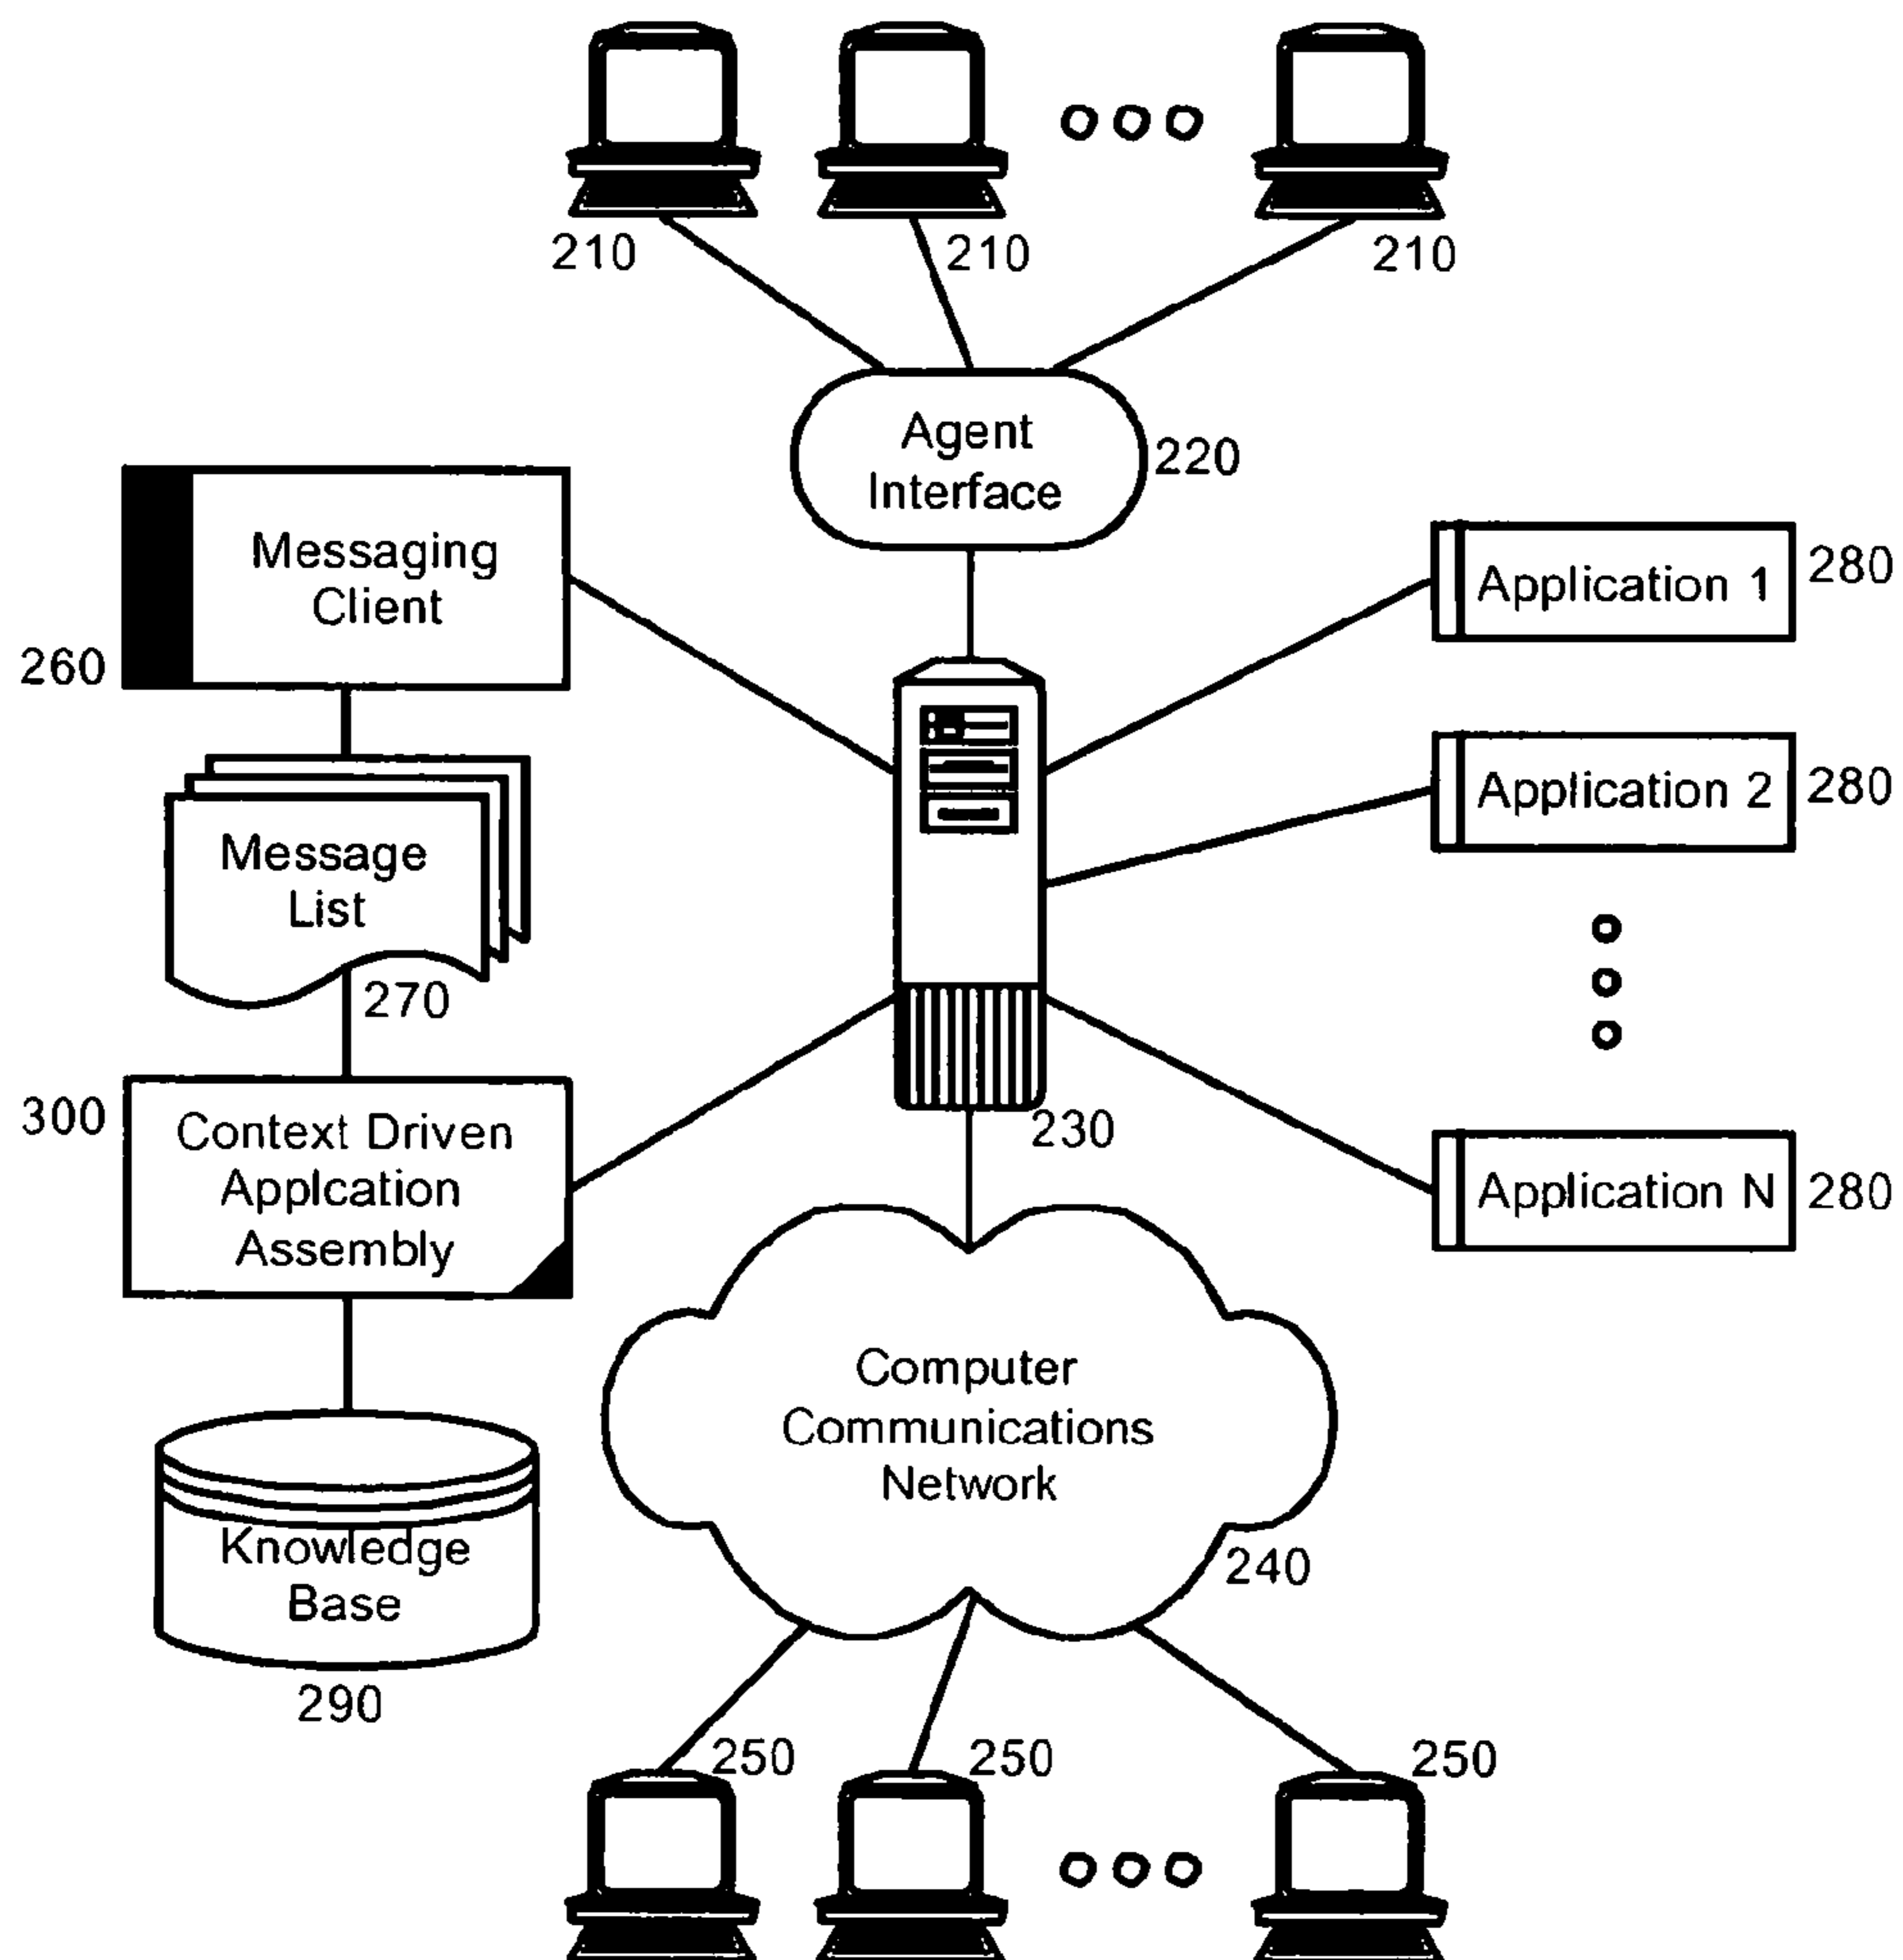 210
210
210
Agent
Interface
220
Messaging
Client
260
Application 1
280
Application 2
280
Message
List
270
300
Context Driven
Applcation
Assembly
230
Application N
280
Computer
Communications
Network
240
Knowledge
Base
290
250
250
250